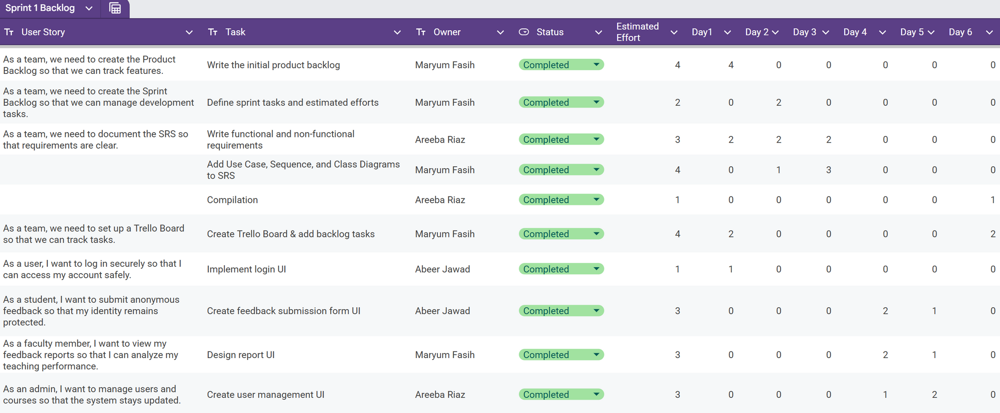 Sprint 1 Backlog
User Story Task Owner Status Estimated Effort Day1 Day 2 Day 3 Day 4 Day 5 Day 6
As a team, we need to create the Product
Backlog so that we can track features.
Write the initial product backlog Maryum Fasih Completed 4 4 0 0 0 0 0
As a team, we need to create the Sprint
Backlog so that we can manage development
tasks.
Define sprint tasks and estimated efforts Maryum Fasih Completed 2 0 2 0 0 0 0
As a team, we need to document the SRS so
that requirements are clear.
Write functional and non-functional
requirements
Areeba Riaz Completed 3 2 2 2 0 0 0
Add Use Case, Sequence, and Class Diagrams
to SRS
Maryum Fasih Completed 4 0 1 3 0 0 0
Compilation Areeba Riaz Completed 1 0 0 0 0 0 1
As a team, we need to set up a Trello Board
so that we can track tasks.
Create Trello Board & add backlog tasks Maryum Fasih Completed 4 2 0 0 0 0 2
As a user, I want to log in securely so that I
can access my account safely.
Implement login UI Abeer Jawad Completed 1 1 0 0 0 0 0
As a student, I want to submit anonymous
feedback so that my identity remains
protected.
Create feedback submission form UI Abeer Jawad Completed 3 0 0 0 2 1 0
As a faculty member, I want to view my
feedback reports so that I can analyze my
teaching performance.
Design report UI Maryum Fasih Completed 3 0 0 0 2 1 0
As an admin, I want to manage users and
courses so that the system stays updated.
Create user management UI Areeba Riaz Completed 3 0 0 0 1 2 0